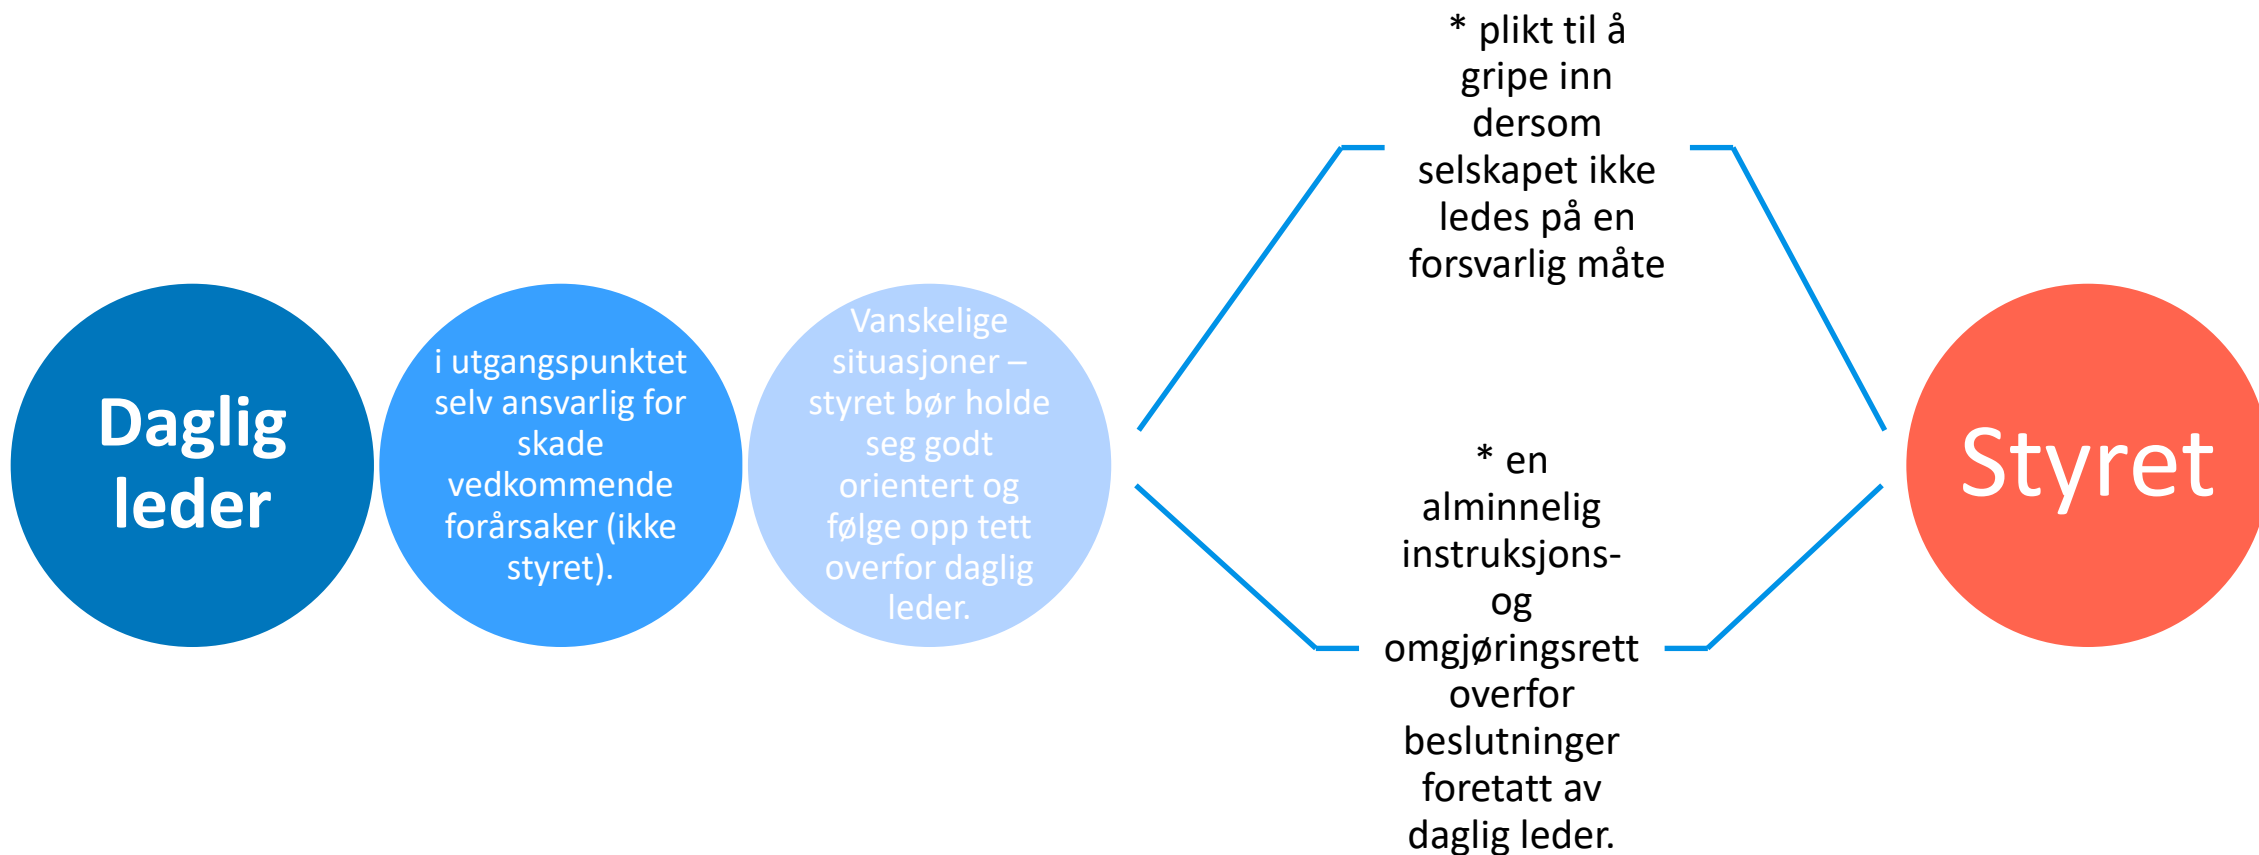 Daglig
leder
i utgangspunktet
selv ansvarlig for
skade
vedkommende
forårsaker (ikke
styret).
Vanskelige
situasjoner –
styret bør holde
seg godt
orientert og
følge opp tett
overfor daglig
leder.
* plikt til å
gripe inn
dersom
selskapet ikke
ledes på en
forsvarlig måte
* en
alminnelig
instruksjons-
og
omgjøringsrett
overfor
beslutninger
foretatt av
daglig leder.
Styret